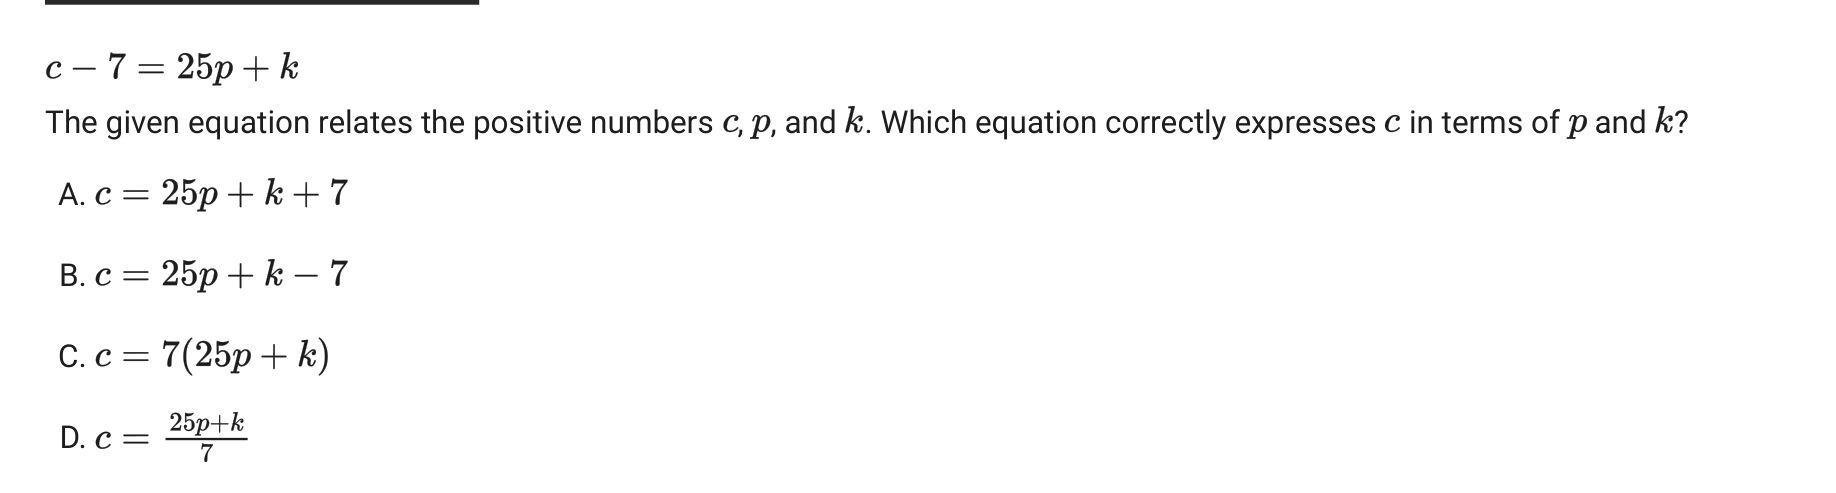 c − 7 = 25p + k
The given equation relates the positive numbers c, p, and k. Which equation correctly expresses c in terms of p and k?
A. c = 25p + k + 7
B. c = 25p + k − 7
C. c = 7(25p + k)
D. c = \frac{25p+k}{7}